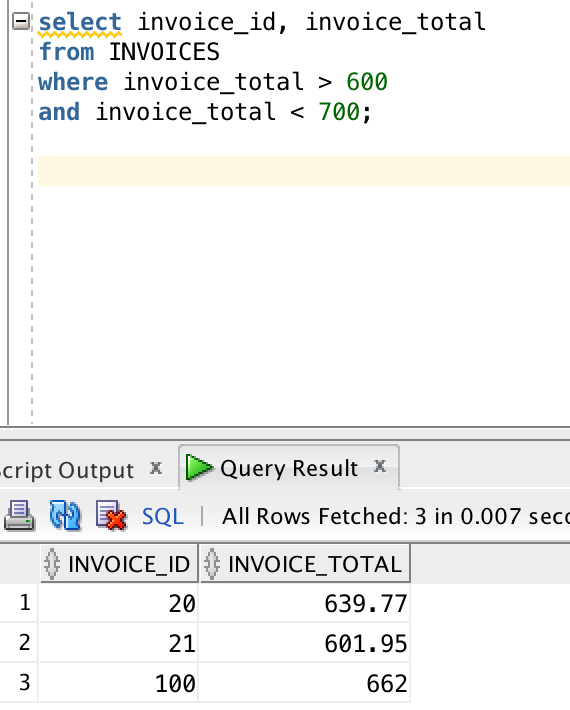 select invoice_id, invoice_total
from INVOICES
where invoice_total > 600
and invoice_total < 700;
cript Output x Query Result x
SQL | All Rows Fetched: 3 in 0.007 seco
INVOICE_ID INVOICE_TOTAL
1 20 639.77
2 21 601.95
3 100 662